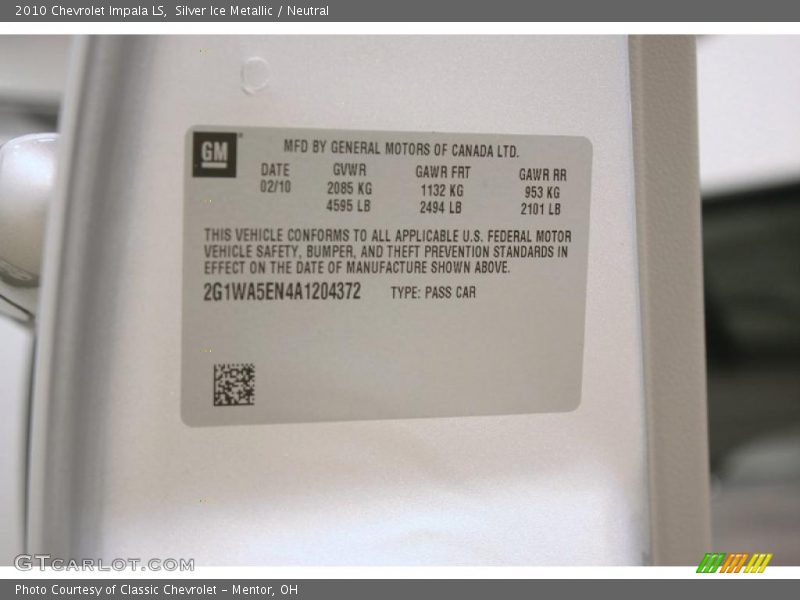 2010 Chevrolet Impala LS, Silver Ice Metallic / Neutral
GM
MFD BY GENERAL MOTORS OF CANADA LTD.
DATE GVWR GAWR FRT GAWR RR
02/10 2085 KG 1132 KG 953 KG
4595 LB 2494 LB 2101 LB
THIS VEHICLE CONFORMS TO ALL APPLICABLE U.S. FEDERAL MOTOR
VEHICLE SAFETY, BUMPER, AND THEFT PREVENTION STANDARDS IN
EFFECT ON THE DATE OF MANUFACTURE SHOWN ABOVE.
2G1WA5EN4A1204372 TYPE: PASS CAR
GTCARLOT.COM
Photo Courtesy of Classic Chevrolet - Mentor, OH